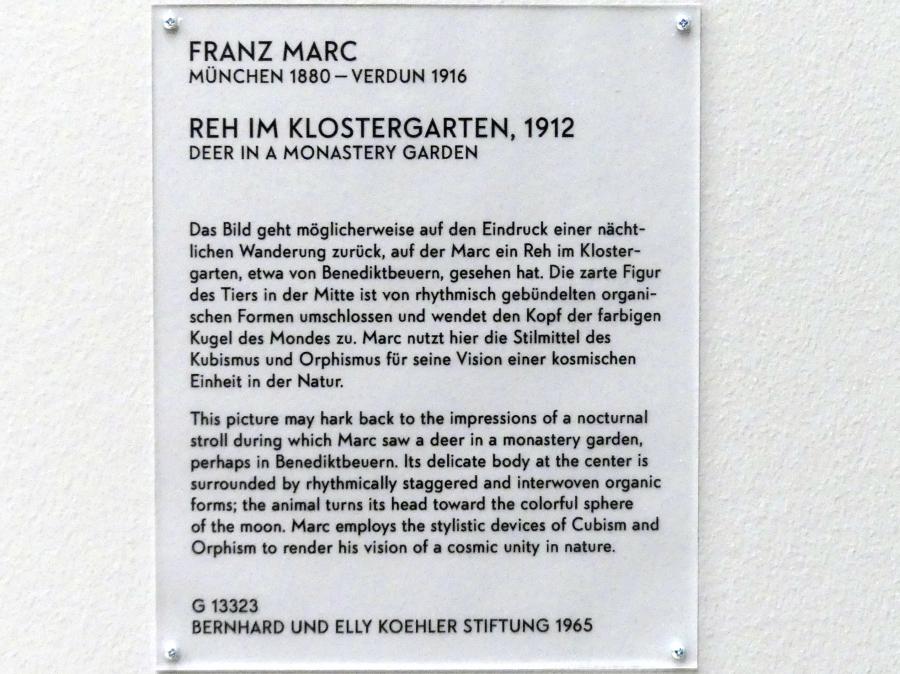 FRANZ MARC
MÜNCHEN 1880 – VERDUN 1916
REH IM KLOSTERGARTEN, 1912
DEER IN A MONASTERY GARDEN
Das Bild geht möglicherweise auf den Eindruck einer nächt-
lichen Wanderung zurück, auf der Marc ein Reh im Kloster-
garten, etwa von Benediktbeuern, gesehen hat. Die zarte Figur
des Tiers in der Mitte ist von rhythmisch gebündelten organi-
schen Formen umschlossen und wendet den Kopf der farbigen
Kugel des Mondes zu. Marc nutzt hier die Stilmittel des
Kubismus und Orphismus für seine Vision einer kosmischen
Einheit in der Natur.
This picture may hark back to the impressions of a nocturnal
stroll during which Marc saw a deer in a monastery garden,
perhaps in Benediktbeuern. Its delicate body at the center is
surrounded by rhythmically staggered and interwoven organic
forms; the animal turns its head toward the colorful sphere
of the moon. Marc employs the stylistic devices of Cubism and
Orphism to render his vision of a cosmic unity in nature.
G 13323
BERNHARD UND ELLY KOEHLER STIFTUNG 1965